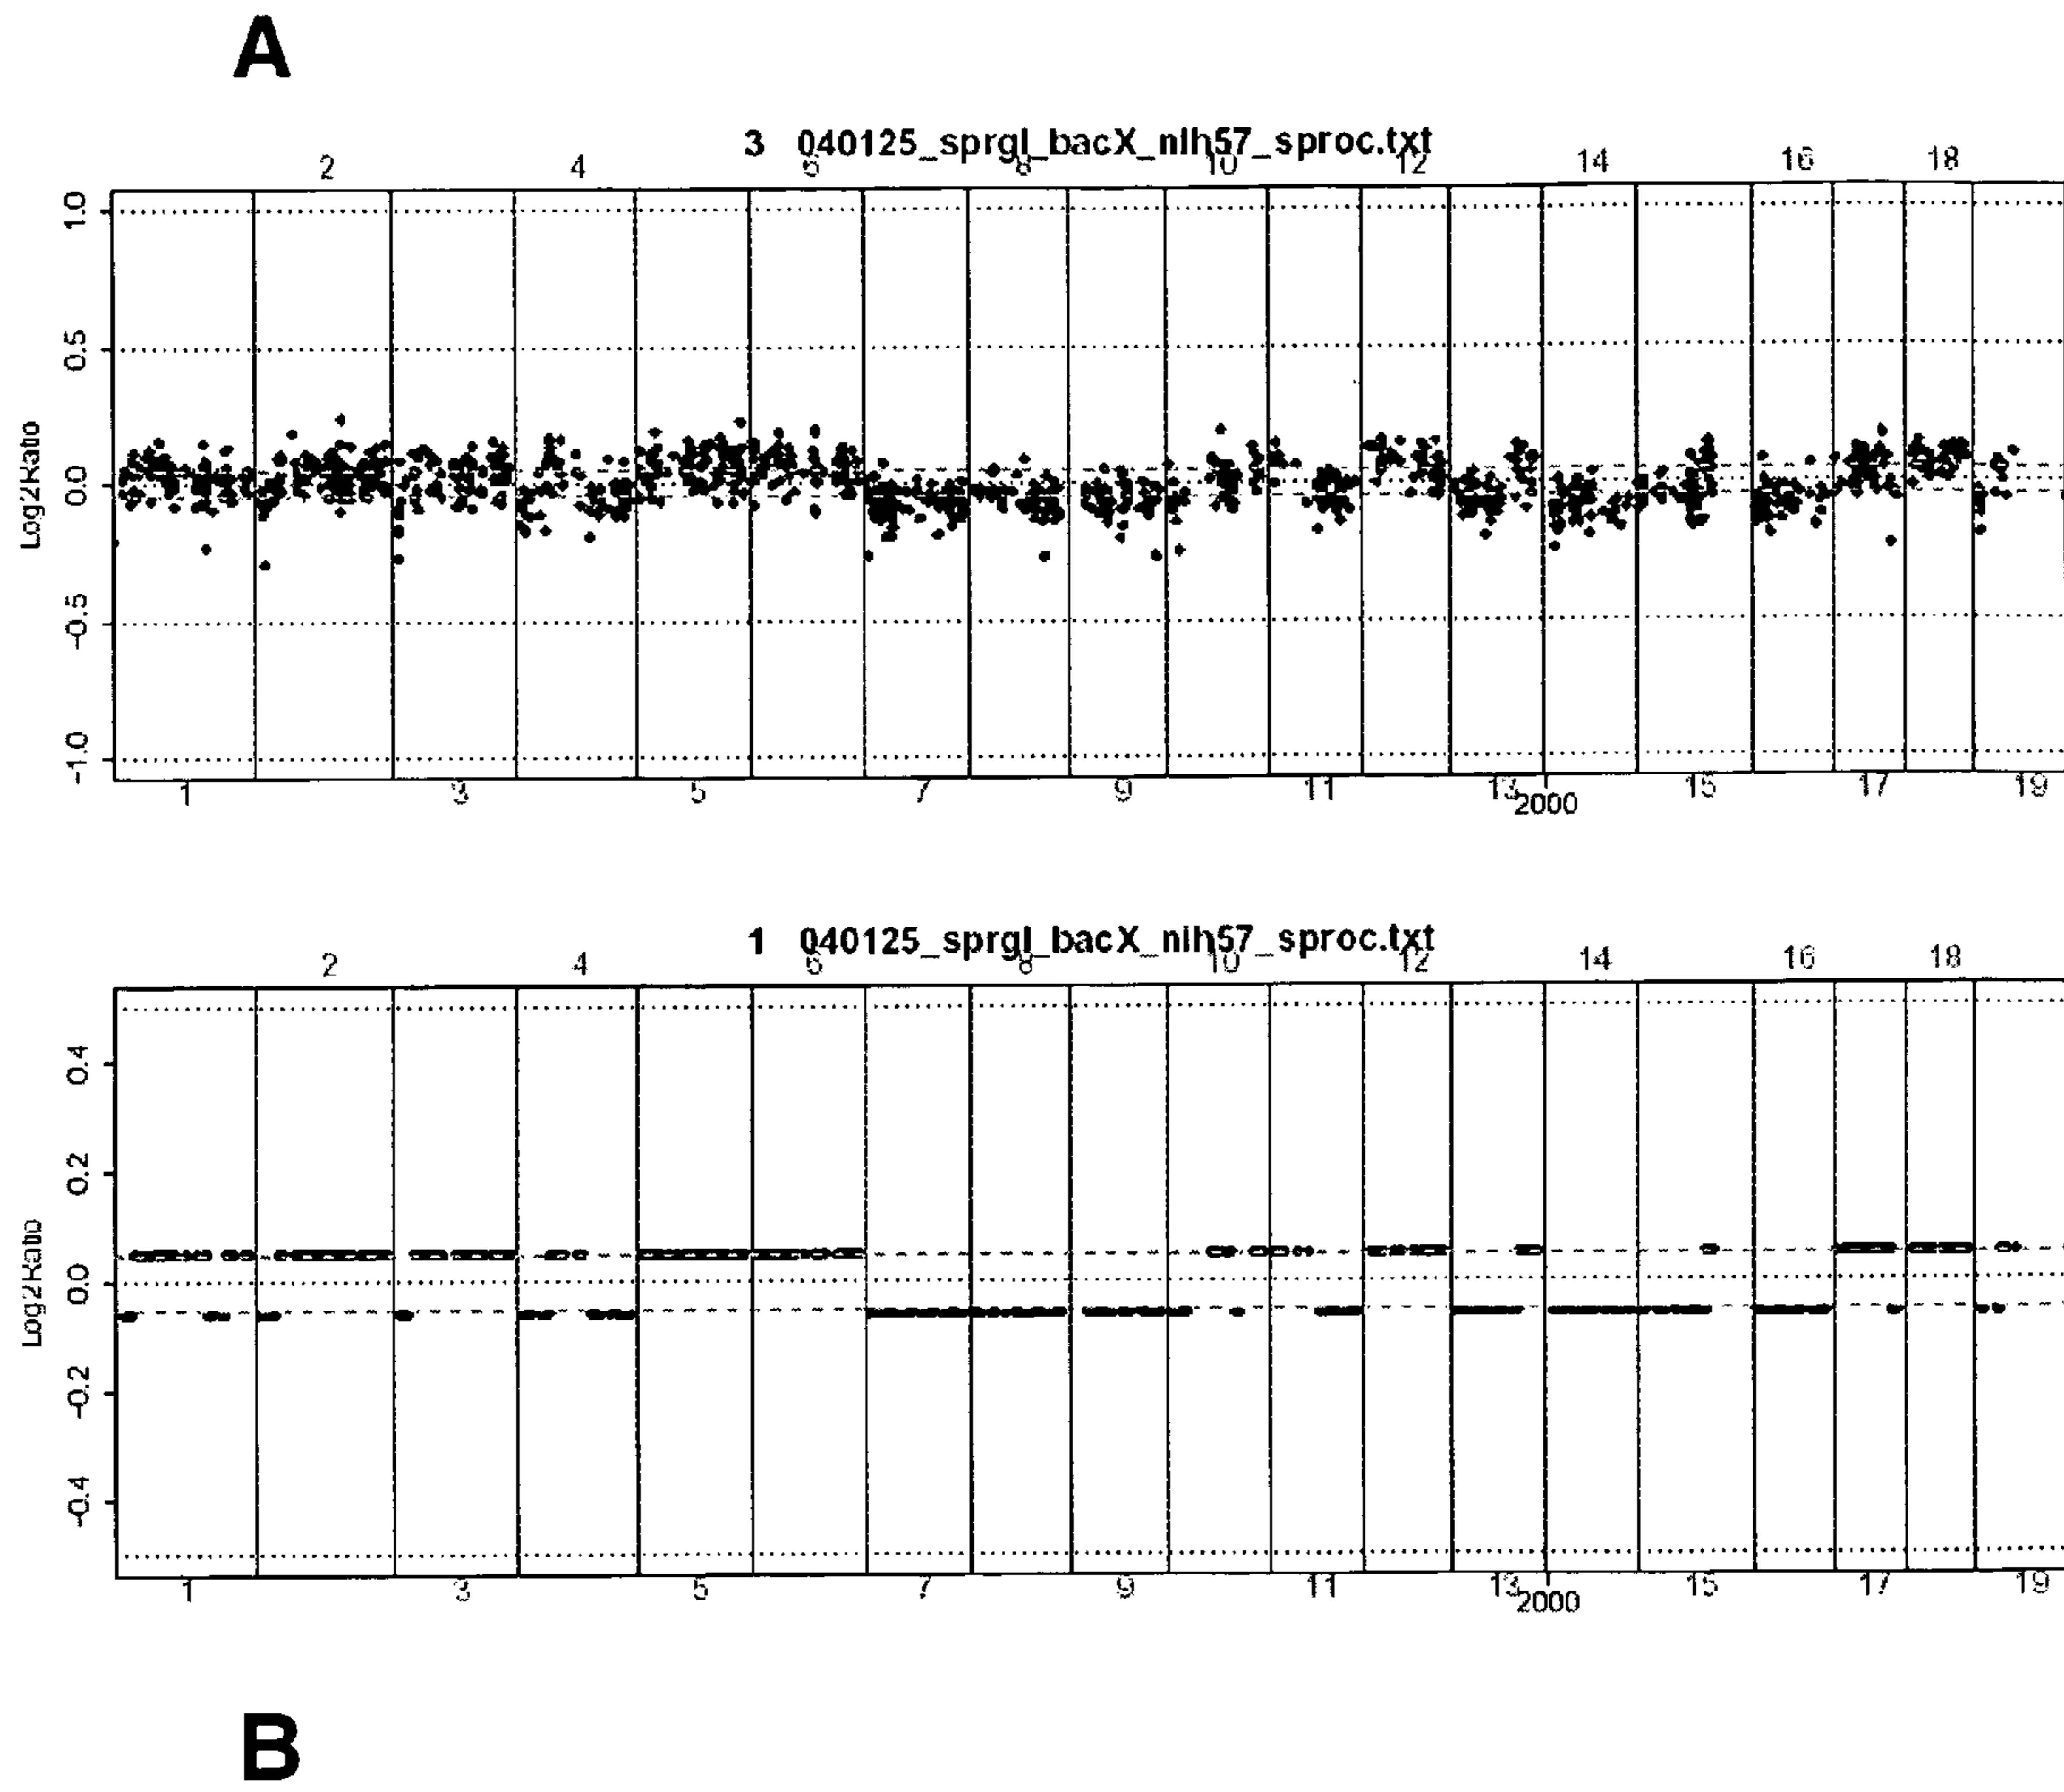 A
3 040125_sprgl_bacX_nlh57_sproc.txt
2 4 6 8 10 12 14 16 18
1.0
0.5
0.0
-0.5
-1.0
Log2Ratio
1 3 5 7 9 11 13 15 17 19
2000
1 040125_sprgl_bacX_nlh57_sproc.txt
2 4 6 8 10 12 14 16 18
0.4
0.2
0.0
-0.2
-0.4
Log2Ratio
1 3 5 7 9 11 13 15 17 19
2000
B